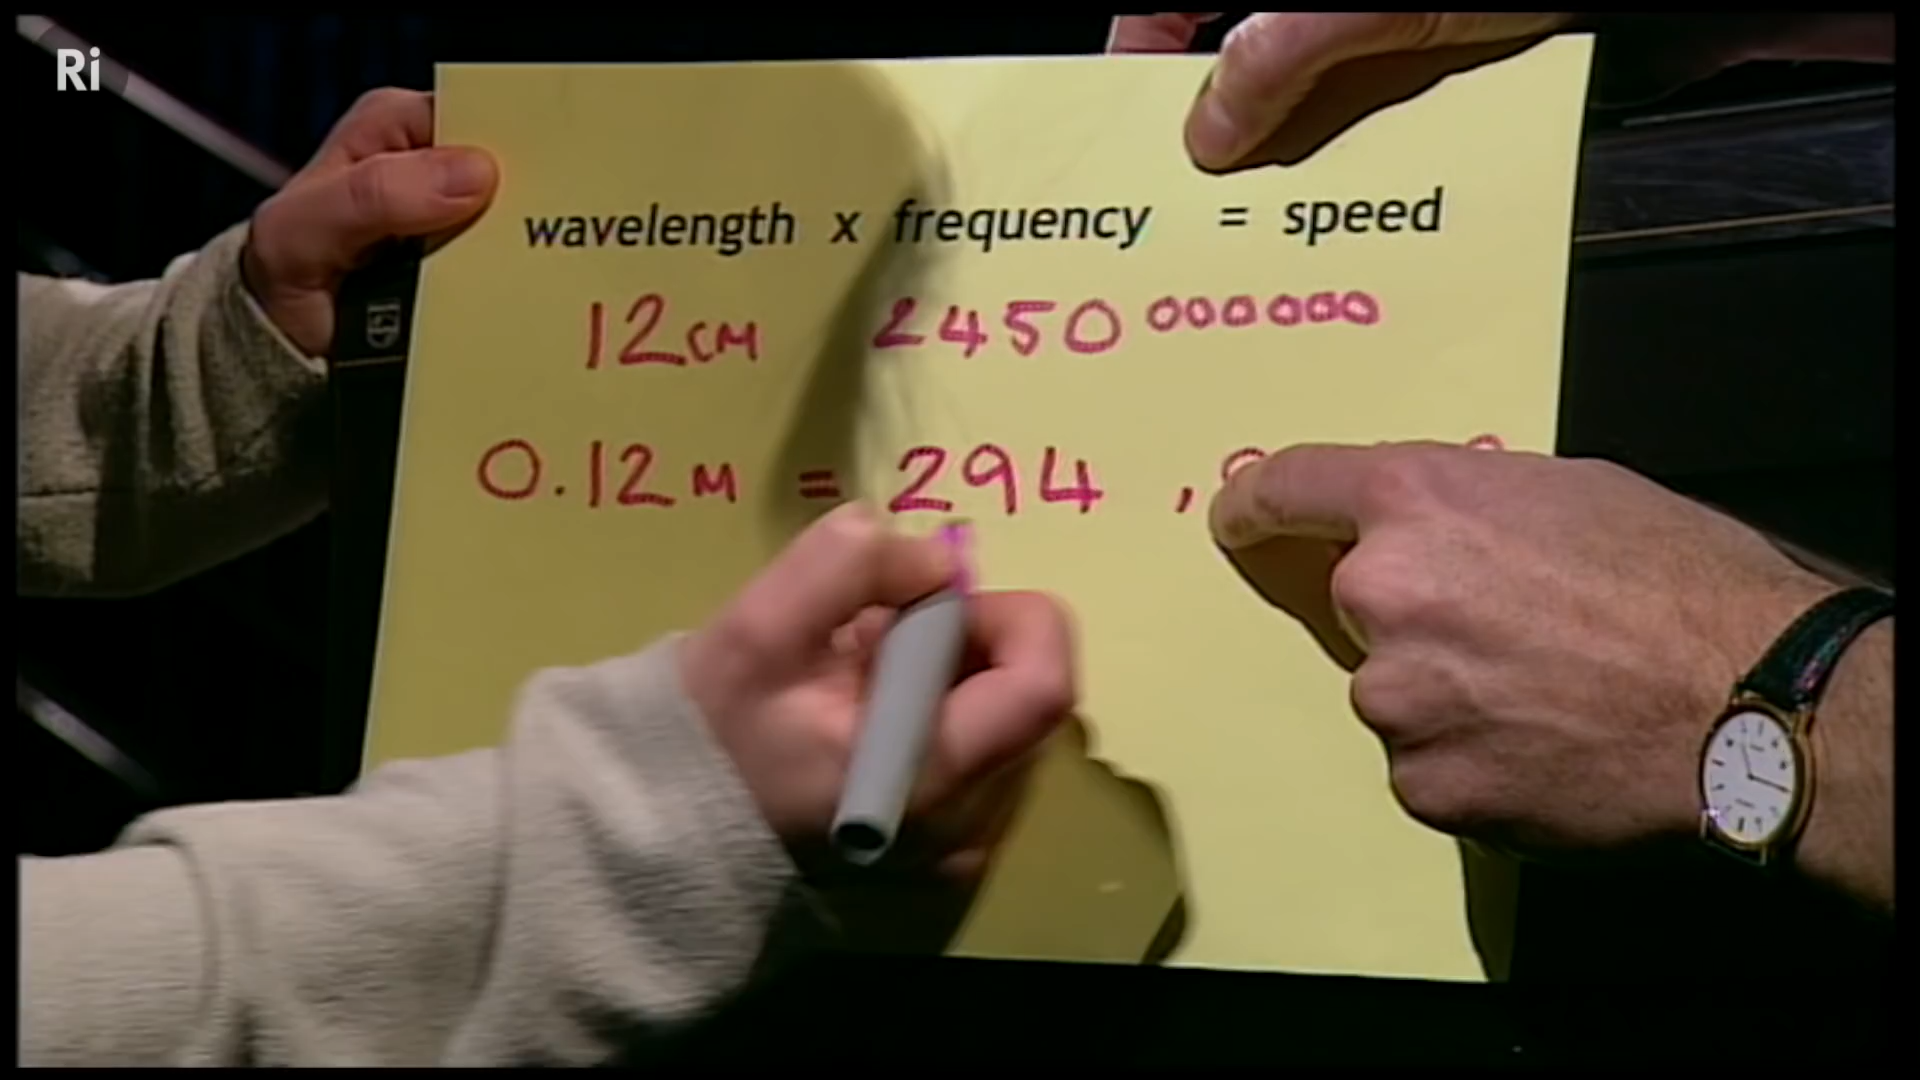 Ri
wavelength x frequency = speed
12cm 2450000000
0.12m = 294,